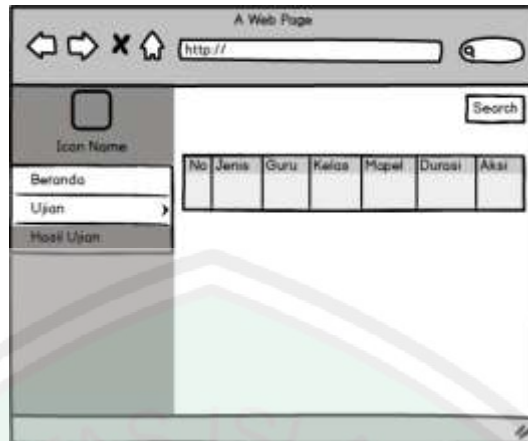 A Web Page
http://
Search
Icon Name
No Jenis Guru Kelas Mapel Durasi Aksi
Beranda
Ujian
Hasil Ujian